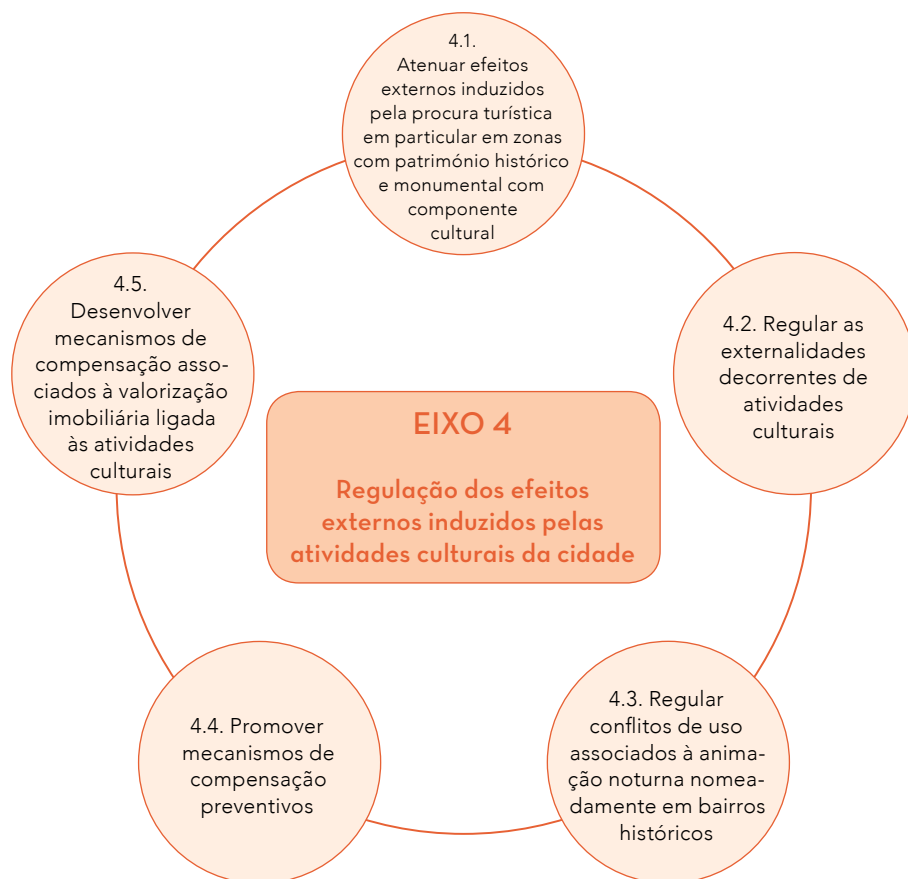 4.1.
Atenuar efeitos
externos induzidos
pela procura turística
em particular em zonas
com património histórico
e monumental com
componente
cultural
4.2. Regular as
externalidades
decorrentes de
atividades
culturais
4.3. Regular
conflitos de uso
associados à anima-
ção noturna nomea-
damente em bairros
históricos
4.4. Promover
mecanismos de
compensação
preventivos
4.5.
Desenvolver
mecanismos de
compensação asso-
ciados à valorização
imobiliária ligada
às atividades
culturais
EIXO 4
Regulação dos efeitos
externos induzidos pelas
atividades culturais da cidade